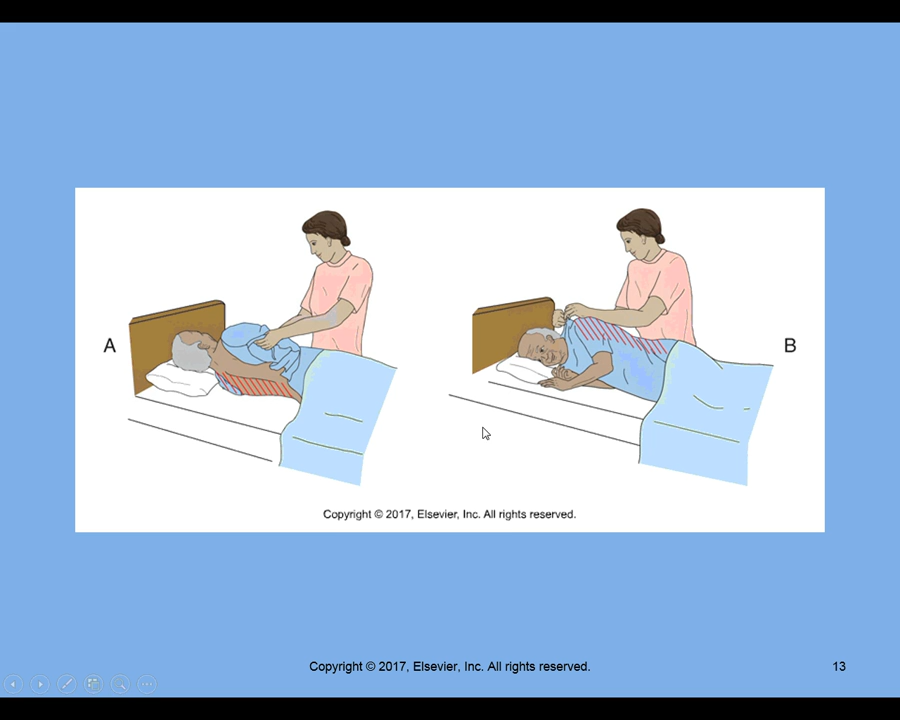 A
B
Copyright © 2017, Elsevier, Inc. All rights reserved.
Copyright © 2017, Elsevier, Inc. All rights reserved.
13